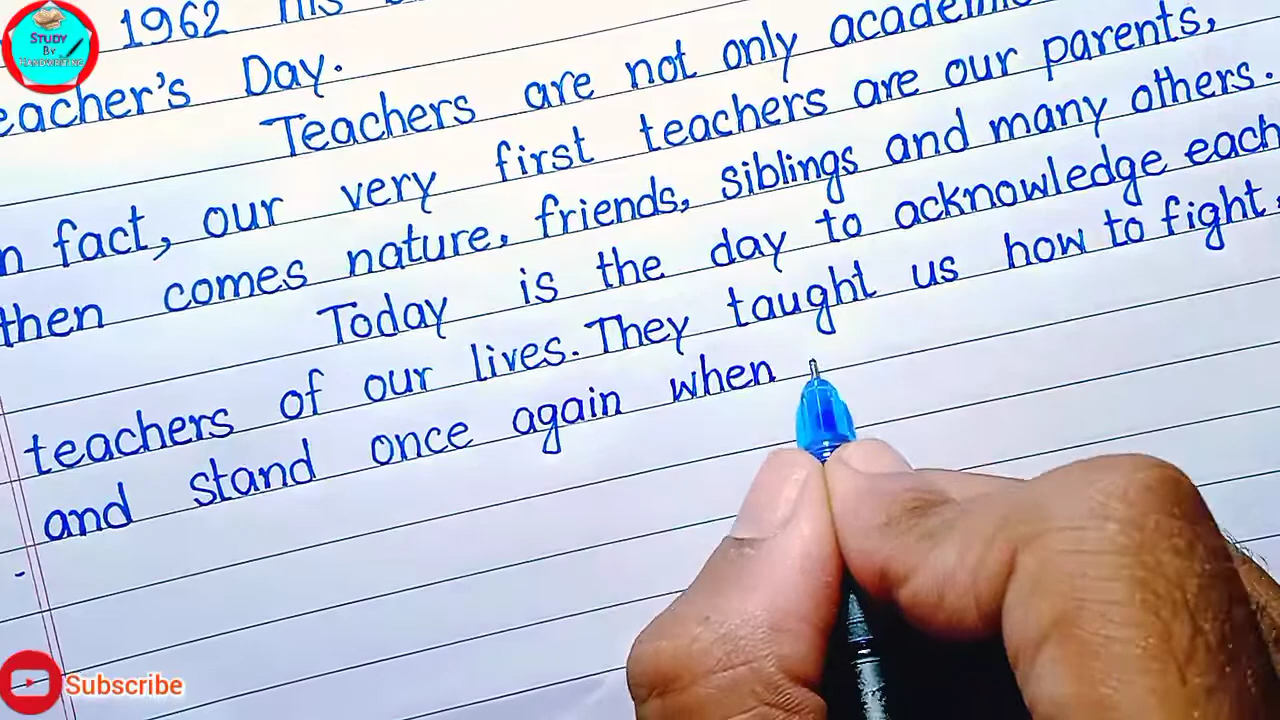 1962 his
eacher's Day.
Teachers are not only academi
n fact, our very first teachers are our parents,
then comes nature, friends, siblings and many others.
Today is the day to acknowledge each
teachers of our lives. They taught us how to fight,
and stand once again when
STUDY
By
HANDWRITING
Subscribe